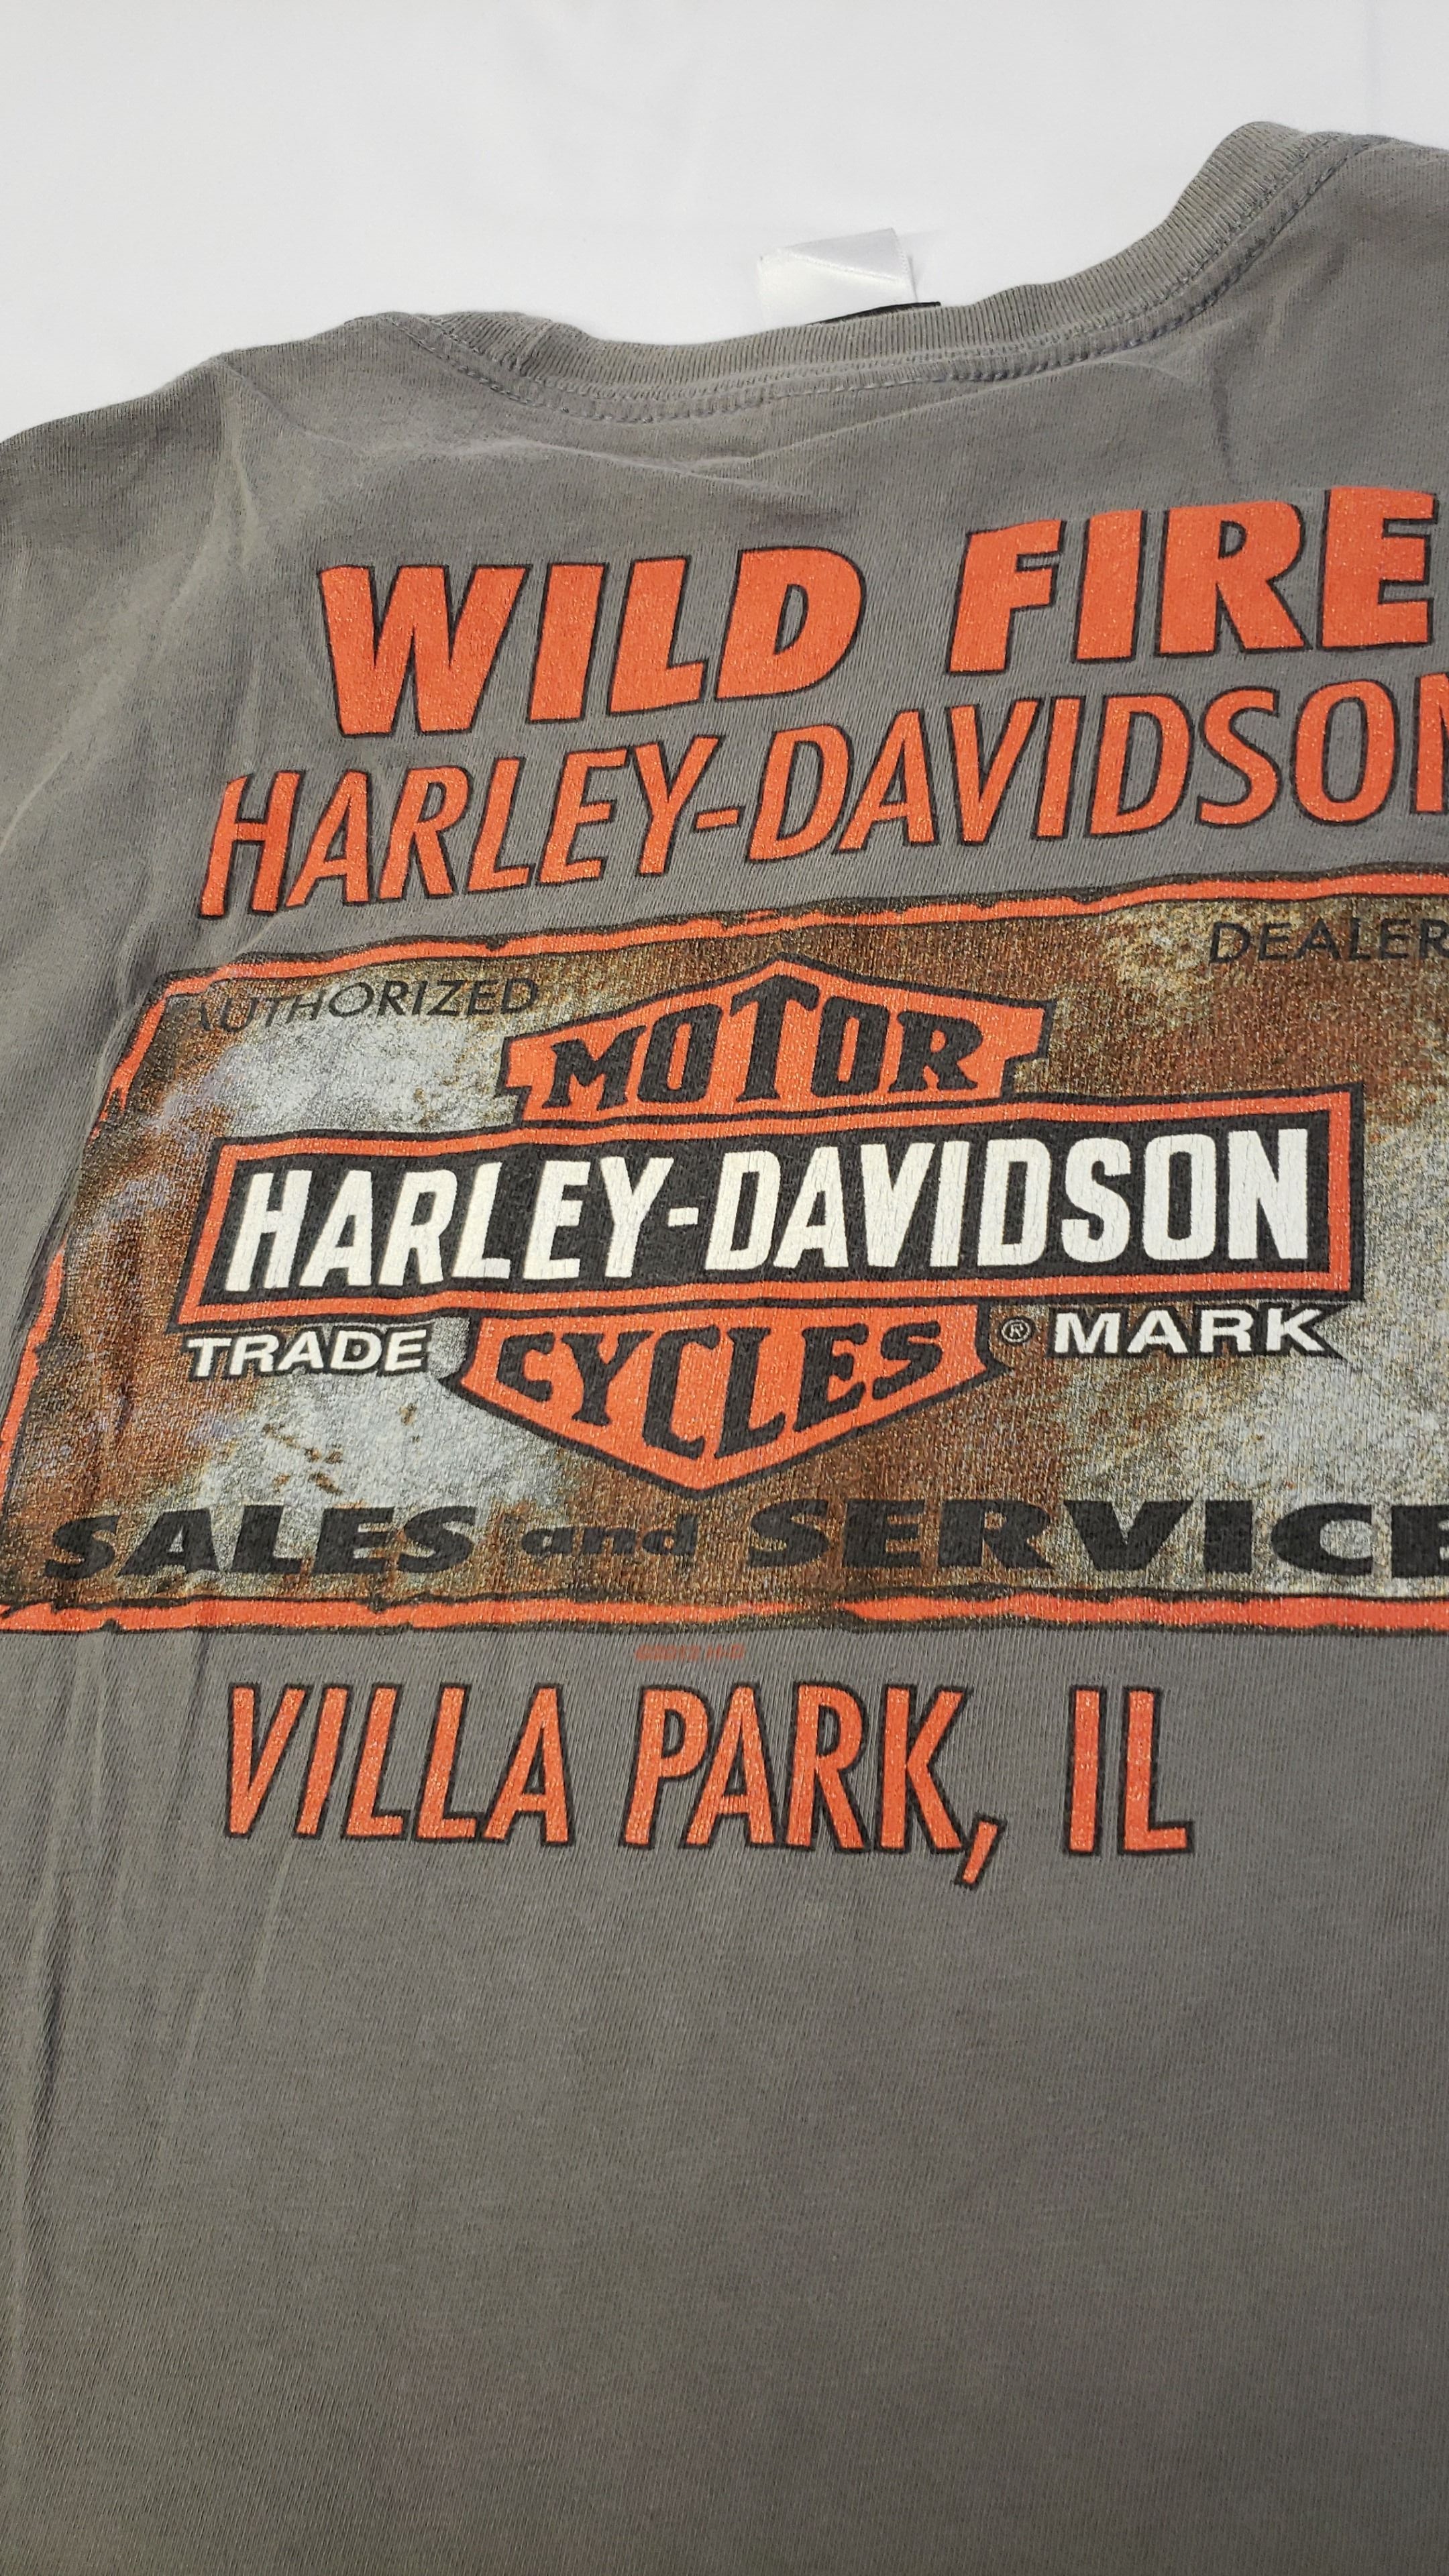 WILD FIRE
HARLEY-DAVIDSON
AUTHORIZED DEALER
MOTOR
HARLEY-DAVIDSON
TRADE ® MARK
CYCLES
SALES and SERVICE
VILLA PARK, IL